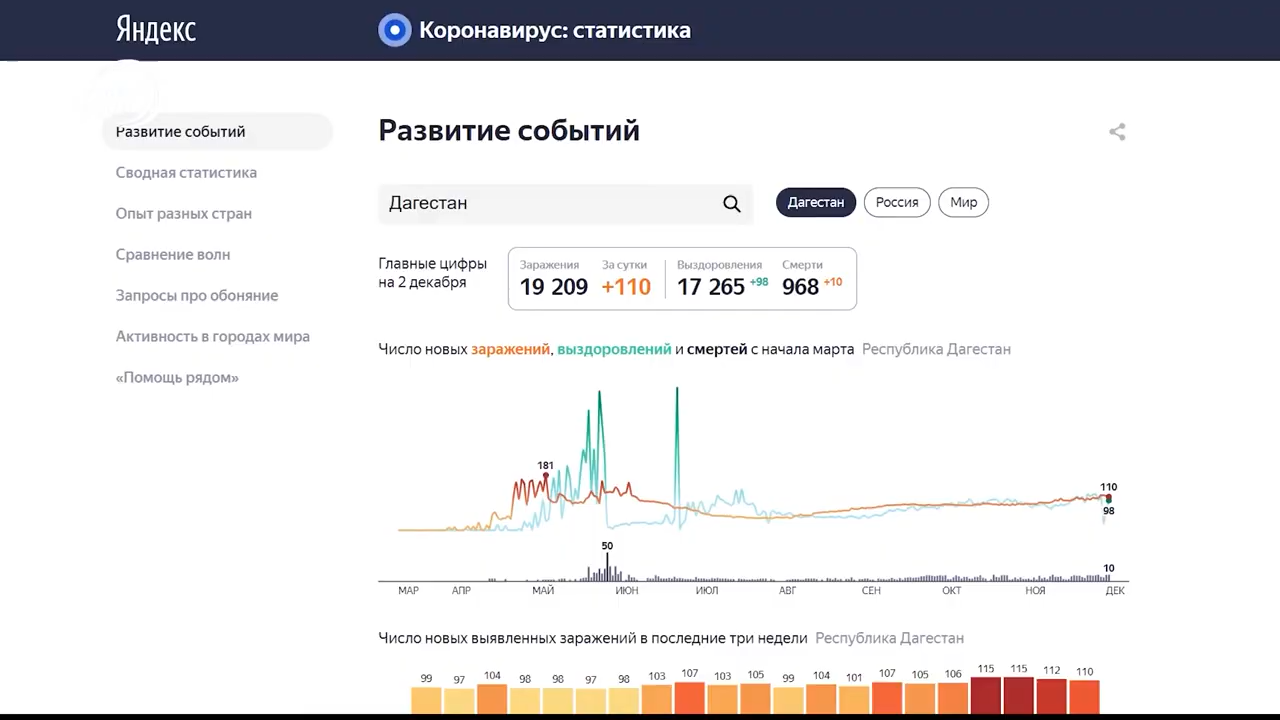 Яндекс
Коронавирус: статистика
Развитие событий
Сводная статистика
Опыт разных стран
Сравнение волн
Запросы про обоняние
Активность в городах мира
«Помощь рядом»
Развитие событий
Дагестан
Дагестан Россия Мир
Главные цифры
на 2 декабря
Заражения За сутки Выздоровления Смерти
19 209 +110 17 265 +98 968 +10
Число новых заражений, выздоровлений и смертей с начала марта Республика Дагестан
181
110
98
50
10
МАР АПР МАЙ ИЮН ИЮЛ АВГ СЕН ОКТ НОЯ ДЕК
Число новых выявленных заражений в последние три недели Республика Дагестан
99 97 104 98 98 97 98 103 107 103 105 99 104 101 107 105 106 115 115 112 110